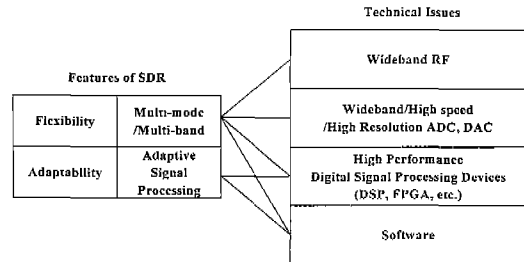 Technical Issues
Features of SDR
Flexibility
Multi-mode
/Multi-band
Adaptability
Adaptive
Signal
Processing
Wideband RF
Wideband/High speed
/High Resolution ADC, DAC
High Performance
Digital Signal Processing Devices
(DSP, FPGA, etc.)
Software